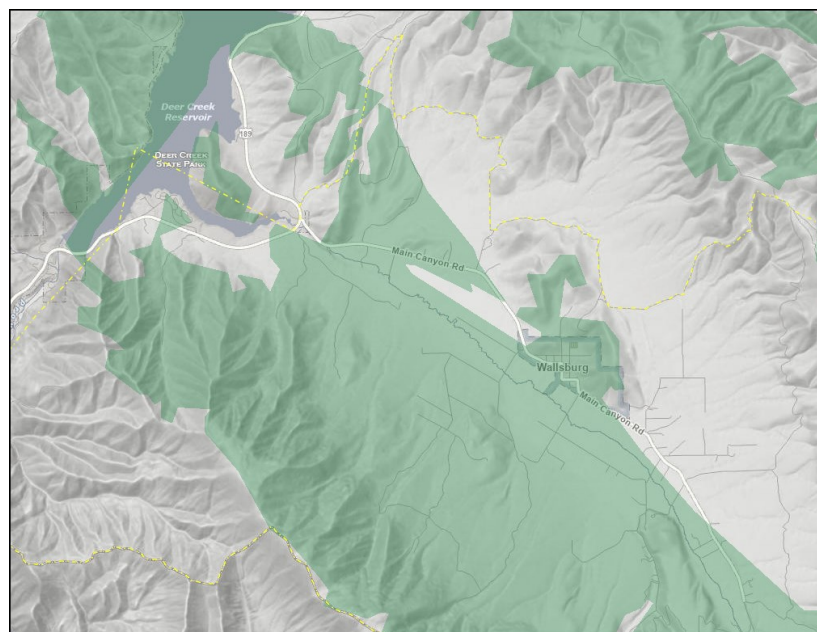 Deer Creek
Reservoir
189
DEER CREEK
STATE PARK
Main Canyon Rd
Wallsburg
Main Canyon Rd